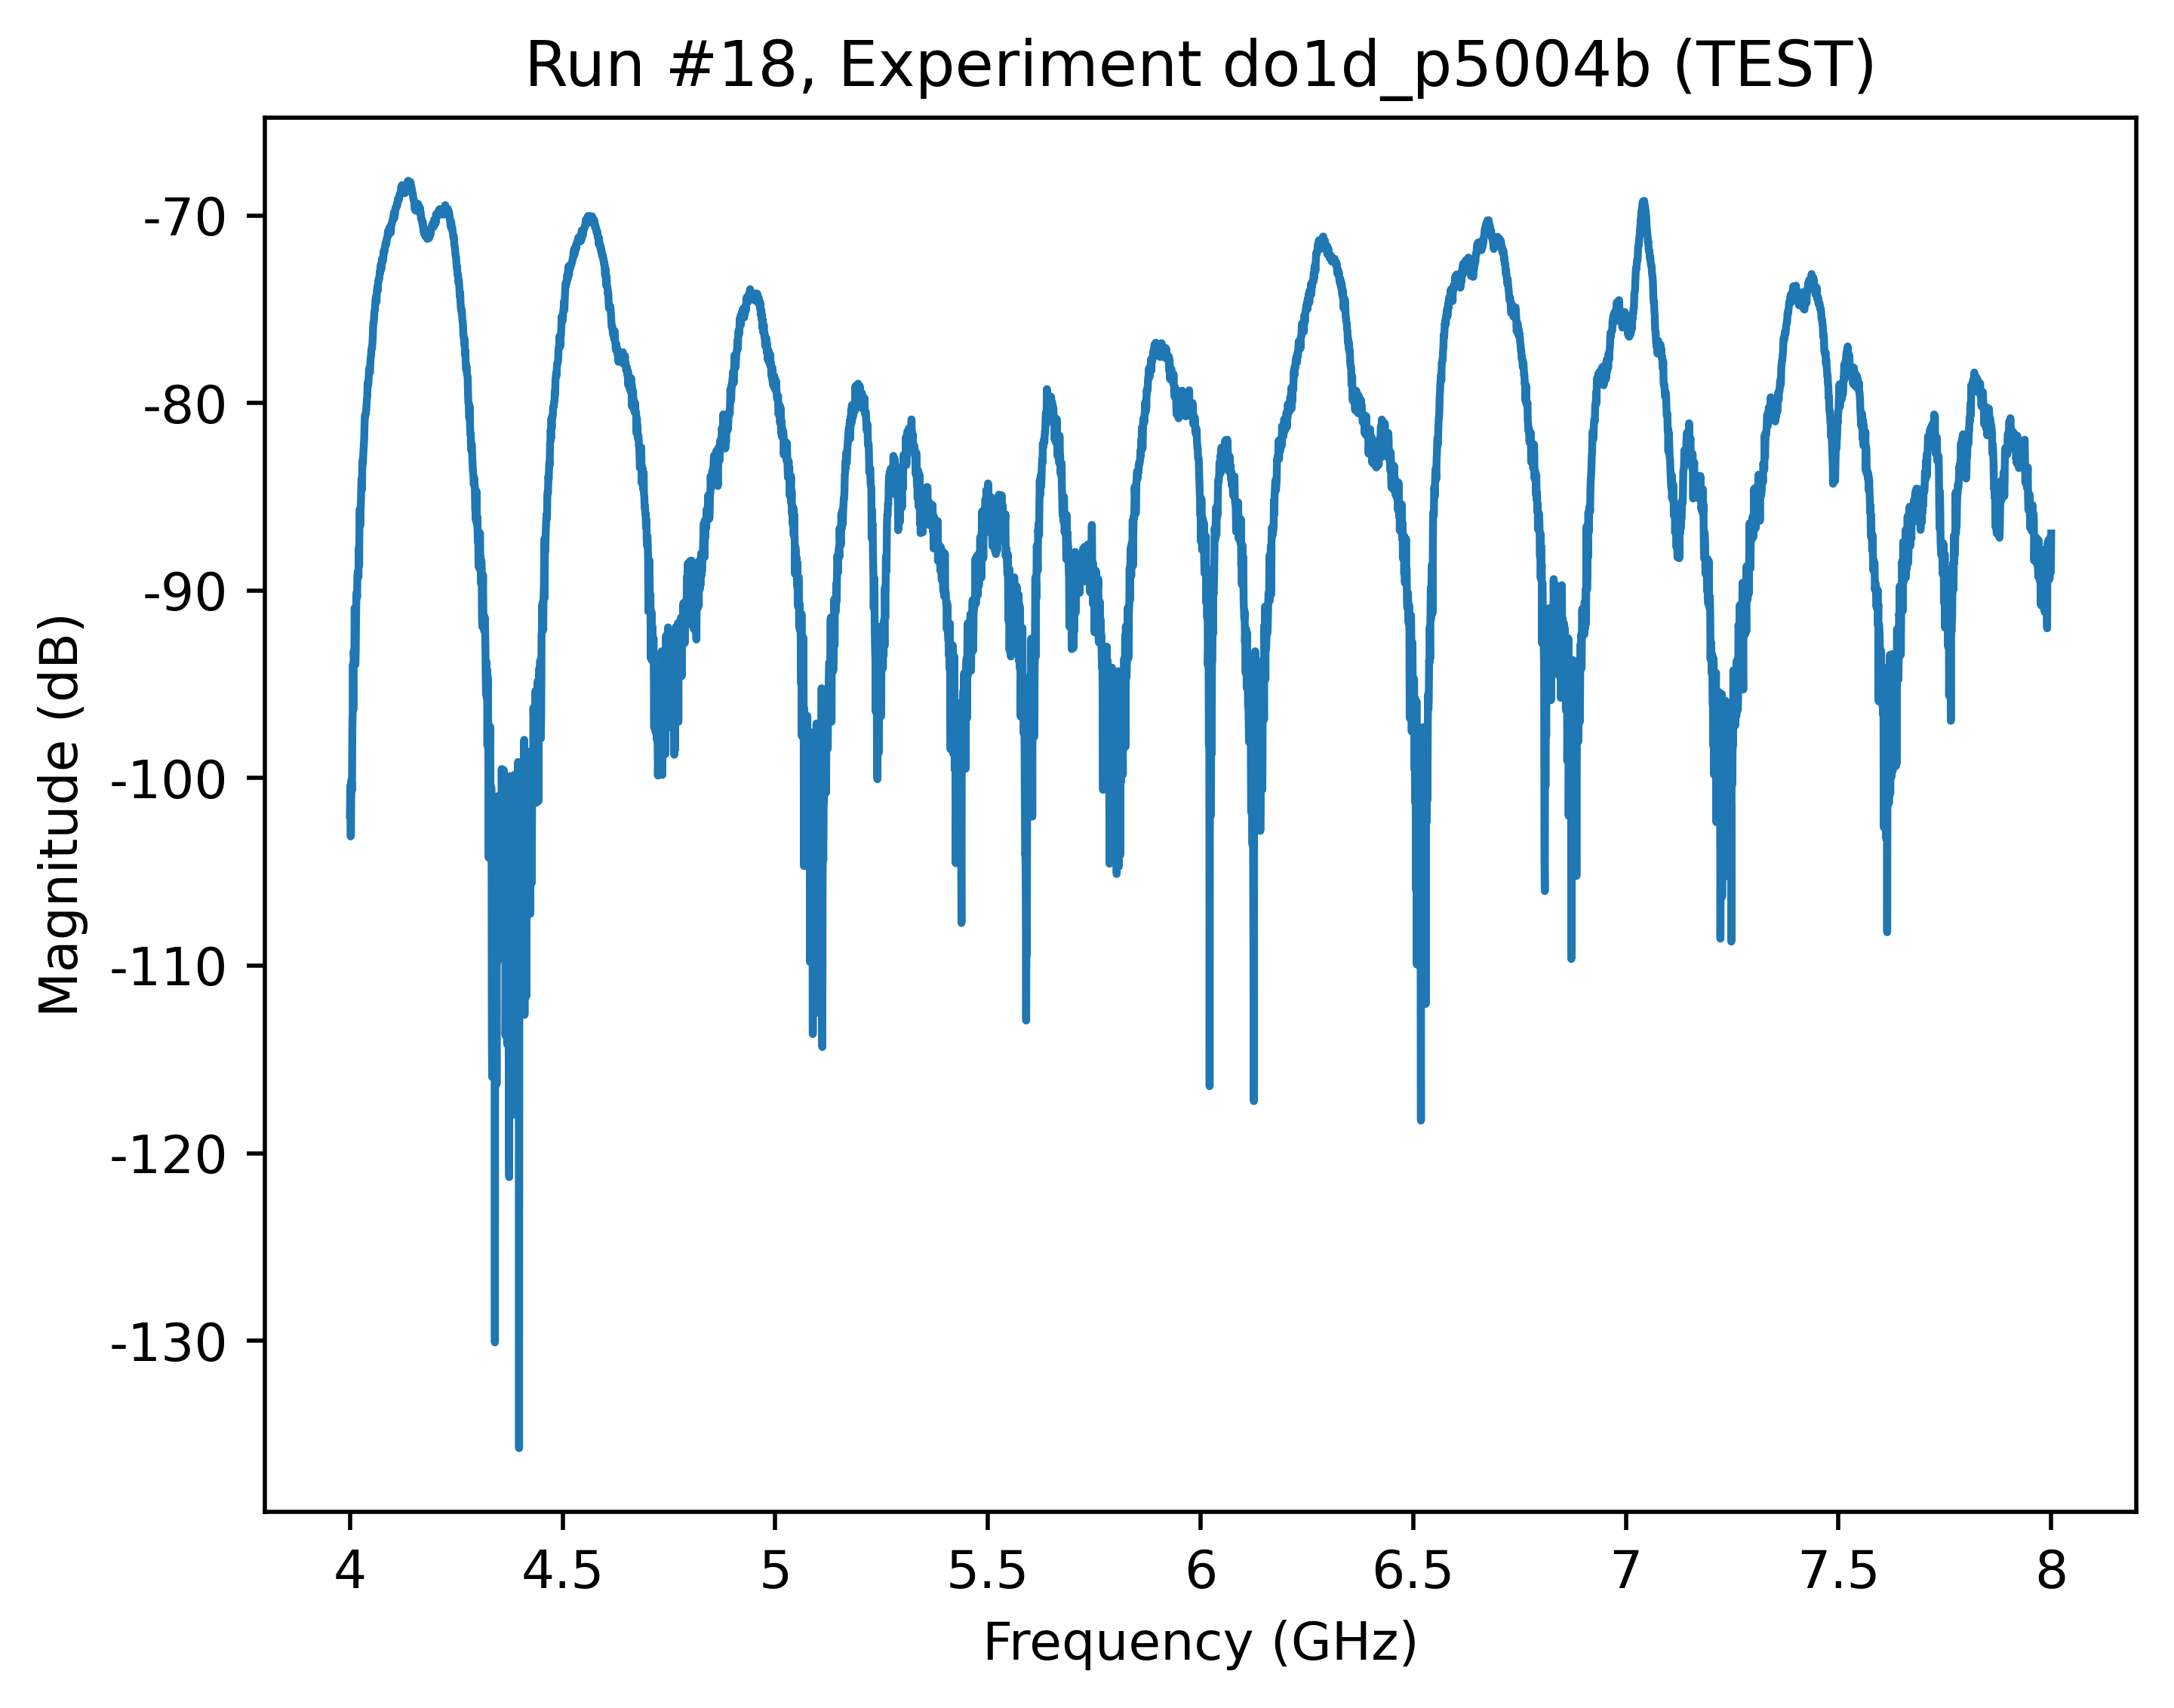 Run #18, Experiment do1d_p5004b (TEST)
Magnitude (dB)
-70
-80
-90
-100
-110
-120
-130
4 4.5 5 5.5 6 6.5 7 7.5 8
Frequency (GHz)